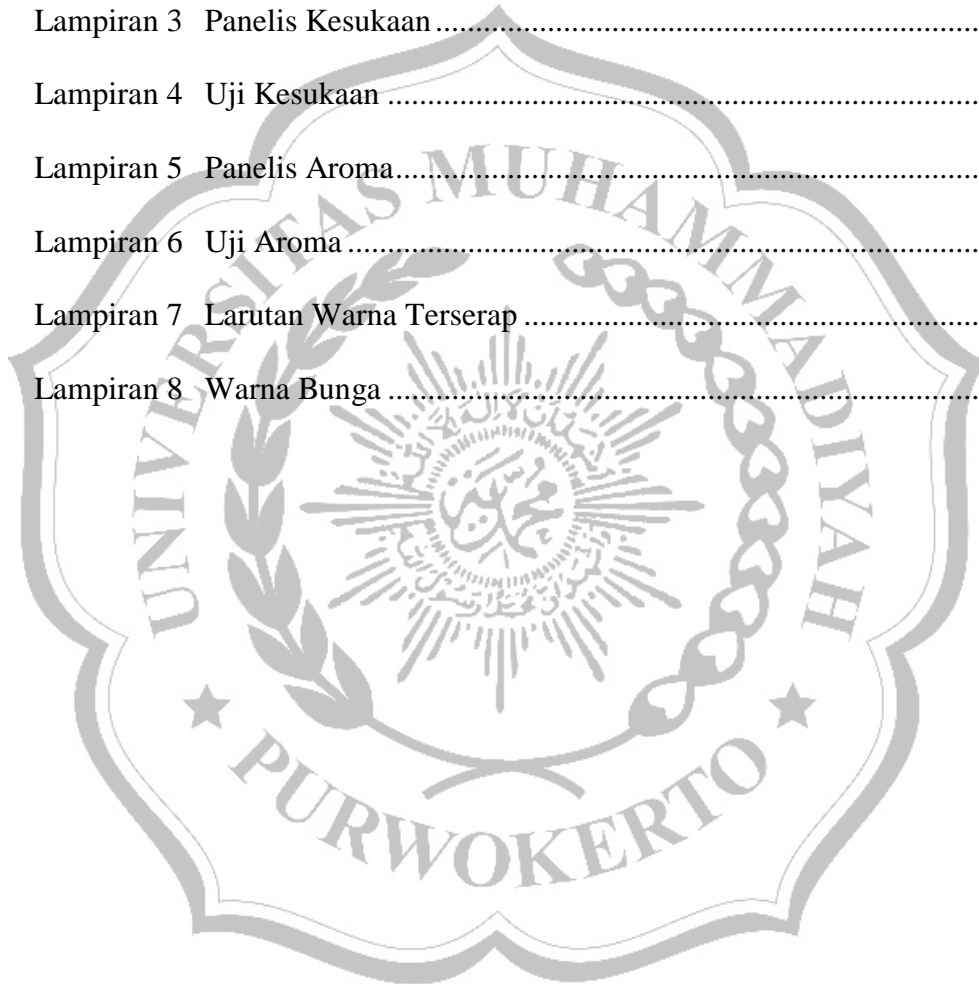 Lampiran 3 Panelis Kesukaan........................................................................
Lampiran 4 Uji Kesukaan ..............................................................................
Lampiran 5 Panelis Aroma.............................................................................
Lampiran 6 Uji Aroma...................................................................................
Lampiran 7 Larutan Warna Terserap.............................................................
Lampiran 8 Warna Bunga ..............................................................................
UNIVERSITAS MUHAMMADIYAH
PURWOKERTO